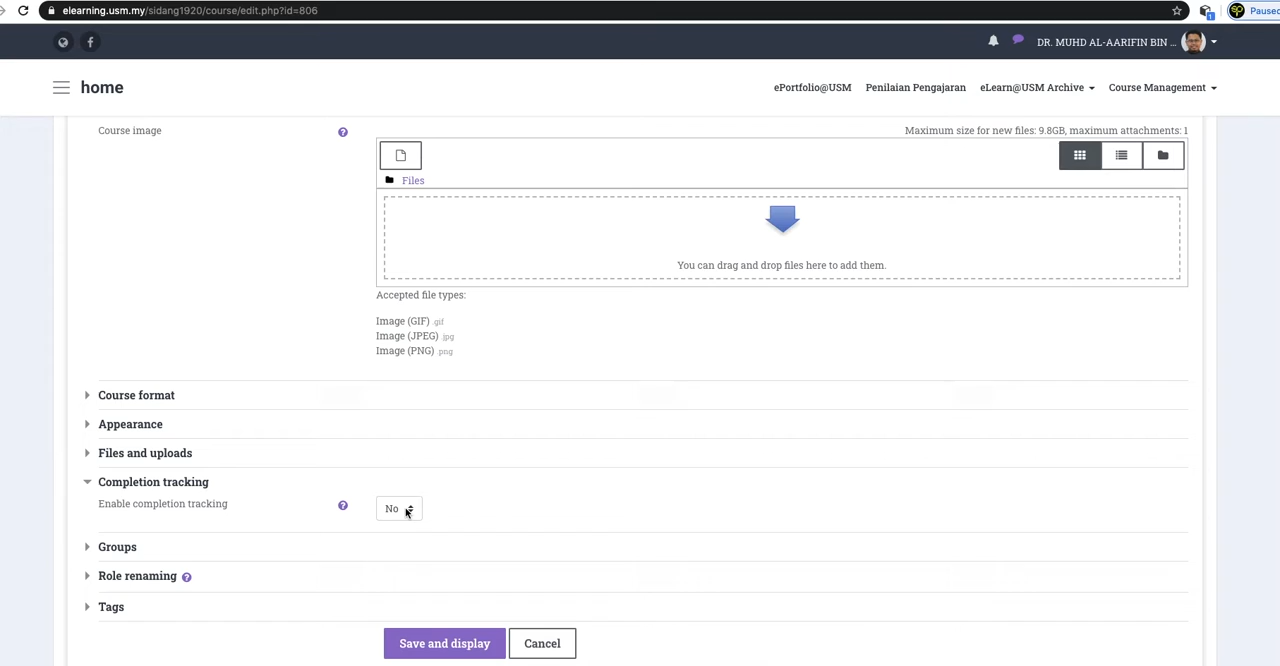 elearning.usm.my/sidang1920/course/edit.php?id=806
Paused
DR. MUHD AL-AARIFIN BIN ...
home
ePortfolio@USM Penilaian Pengajaran eLearn@USM Archive Course Management
Course image
Maximum size for new files: 9.8GB, maximum attachments: 1
Files
You can drag and drop files here to add them.
Accepted file types:
Image (GIF) .gif
Image (JPEG) .jpg
Image (PNG) .png
Course format
Appearance
Files and uploads
Completion tracking
Enable completion tracking
No
Groups
Role renaming
Tags
Save and display Cancel